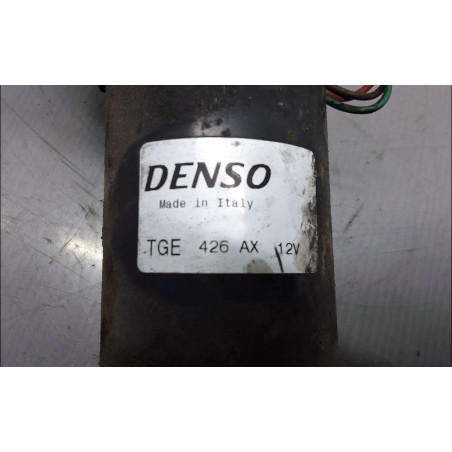 DENSO
Made in Italy
TGE 426 AX 12V